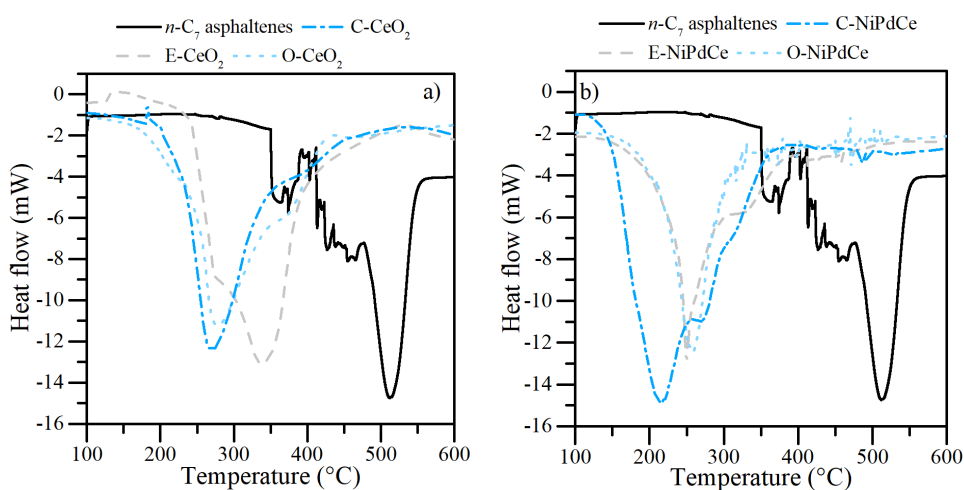 n-C7 asphaltenes C-CeO2
E-CeO2 O-CeO2
a)
0
-2
-4
-6
-8
-10
-12
-14
-16
Heat flow (mW)
100 200 300 400 500 600
Temperature (°C)
n-C7 asphaltenes C-NiPdCe
E-NiPdCe O-NiPdCe
b)
0
-2
-4
-6
-8
-10
-12
-14
-16
Heat flow (mW)
100 200 300 400 500 600
Temperature (°C)